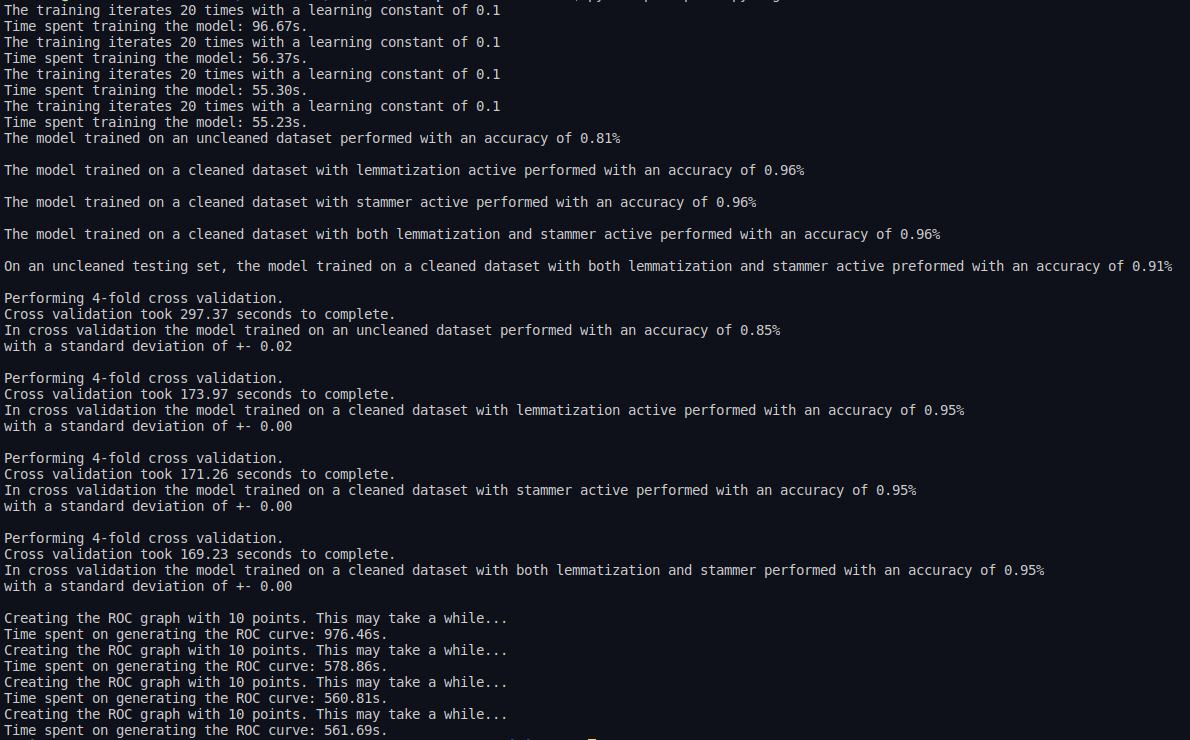 The training iterates 20 times with a learning constant of 0.1
Time spent training the model: 96.67s.
The training iterates 20 times with a learning constant of 0.1
Time spent training the model: 56.37s.
The training iterates 20 times with a learning constant of 0.1
Time spent training the model: 55.30s.
The training iterates 20 times with a learning constant of 0.1
Time spent training the model: 55.23s.
The model trained on an uncleaned dataset performed with an accuracy of 0.81%
The model trained on a cleaned dataset with lemmatization active performed with an accuracy of 0.96%
The model trained on a cleaned dataset with stammer active performed with an accuracy of 0.96%
The model trained on a cleaned dataset with both lemmatization and stammer active performed with an accuracy of 0.96%
On an uncleaned testing set, the model trained on a cleaned dataset with both lemmatization and stammer active preformed with an accuracy of 0.91%
Performing 4-fold cross validation.
Cross validation took 297.37 seconds to complete.
In cross validation the model trained on an uncleaned dataset performed with an accuracy of 0.85%
with a standard deviation of +- 0.02
Performing 4-fold cross validation.
Cross validation took 173.97 seconds to complete.
In cross validation the model trained on a cleaned dataset with lemmatization active performed with an accuracy of 0.95%
with a standard deviation of +- 0.00
Performing 4-fold cross validation.
Cross validation took 171.26 seconds to complete.
In cross validation the model trained on a cleaned dataset with stammer active performed with an accuracy of 0.95%
with a standard deviation of +- 0.00
Performing 4-fold cross validation.
Cross validation took 169.23 seconds to complete.
In cross validation the model trained on a cleaned dataset with both lemmatization and stammer performed with an accuracy of 0.95%
with a standard deviation of +- 0.00
Creating the ROC graph with 10 points. This may take a while...
Time spent on generating the ROC curve: 976.46s.
Creating the ROC graph with 10 points. This may take a while...
Time spent on generating the ROC curve: 578.86s.
Creating the ROC graph with 10 points. This may take a while...
Time spent on generating the ROC curve: 560.81s.
Creating the ROC graph with 10 points. This may take a while...
Time spent on generating the ROC curve: 561.69s.